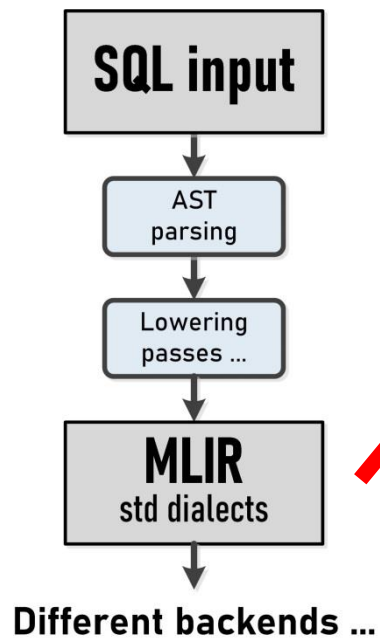 SQL input
AST
parsing
Lowering
passes ...
MLIR
std dialects
Different backends ...